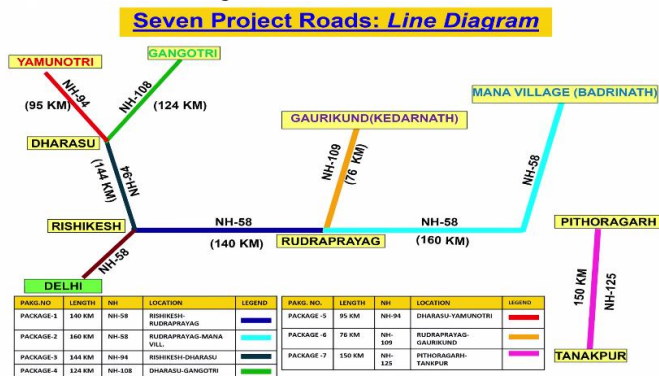 Seven Project Roads: Line Diagram
YAMUNOTRI
GANGOTRI
NH-94
(95 KM)
NH-108
(124 KM)
MANA VILLAGE (BADRINATH)
GAURIKUND(KEDARNATH)
DHARASU
NH-94
(144 KM)
NH-109
(76 KM)
NH-58
RISHIKESH
NH-58
(140 KM)
RUDRAPRAYAG
NH-58
(160 KM)
PITHORAGARH
NH-58
DELHI
150 KM
NH-125
TANAKPUR
PAKG.NO LENGTH NH LOCATION LEGEND
PACKAGE-1 140 KM NH-58 RISHIKESH-
RUDRAPRAYAG
PACKAGE-2 160 KM NH-58 RUDRAPRAYAG-MANA
VILL.
PACKAGE-3 144 KM NH-94 RISHIKESH-DHARASU
PACKAGE-4 124 KM NH-108 DHARASU-GANGOTRI
PAKG. NO. LENGTH NH LOCATION LEGEND
PACKAGE -5 95 KM NH-94 DHARASU-YAMUNOTRI
PACKAGE -6 76 KM NH-
109 RUDRAPRAYAG-
GAURIKUND
PACKAGE -7 150 KM NH-
125 PITHORAGARH-
TANKPUR